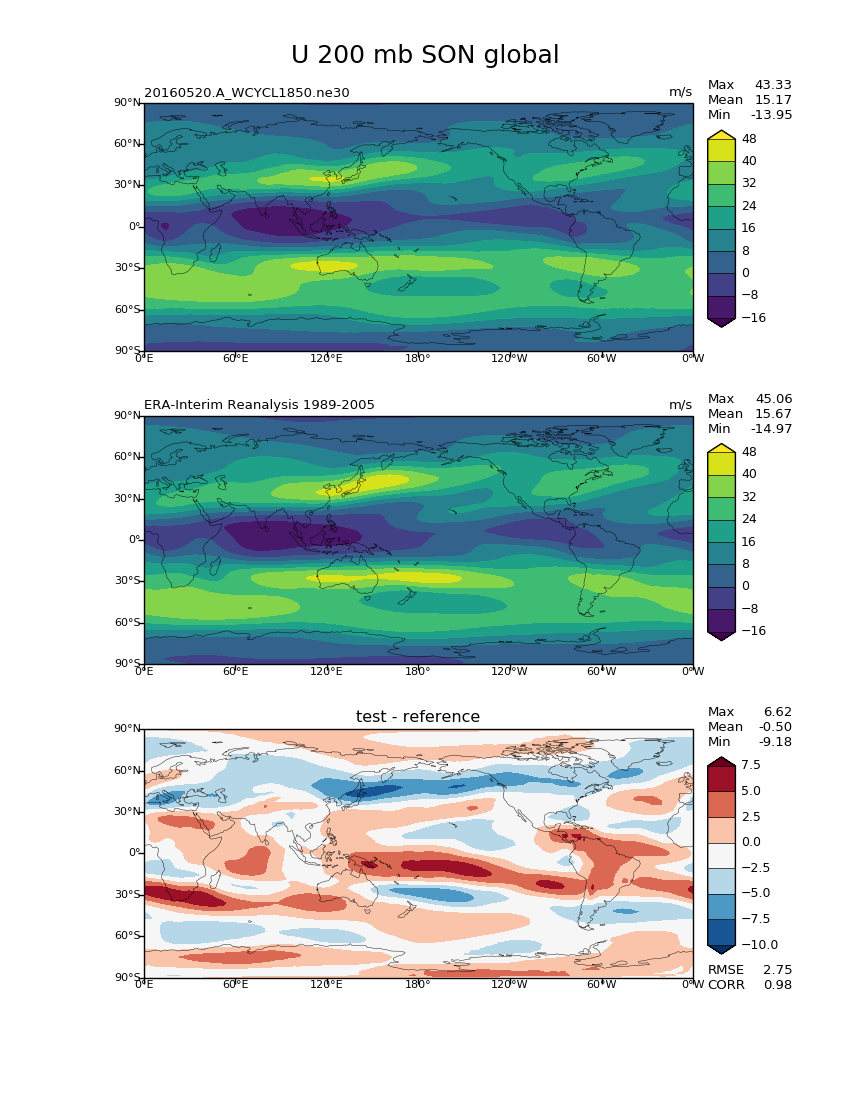 U 200 mb SON global
20160520.A_WCYCL1850.ne30 m/s
Max 43.33
Mean 15.17
Min -13.95
90°N
60°N
30°N
0°
30°S
60°S
90°S
0°E 60°E 120°E 180° 120°W 60°W 0°W
48
40
32
24
16
8
0
−8
−16
ERA-Interim Reanalysis 1989-2005 m/s
Max 45.06
Mean 15.67
Min -14.97
90°N
60°N
30°N
0°
30°S
60°S
90°S
0°E 60°E 120°E 180° 120°W 60°W 0°W
48
40
32
24
16
8
0
−8
−16
test - reference
Max 6.62
Mean -0.50
Min -9.18
90°N
60°N
30°N
0°
30°S
60°S
90°S
0°E 60°E 120°E 180° 120°W 60°W 0°W
7.5
5.0
2.5
0.0
−2.5
−5.0
−7.5
−10.0
RMSE 2.75
CORR 0.98